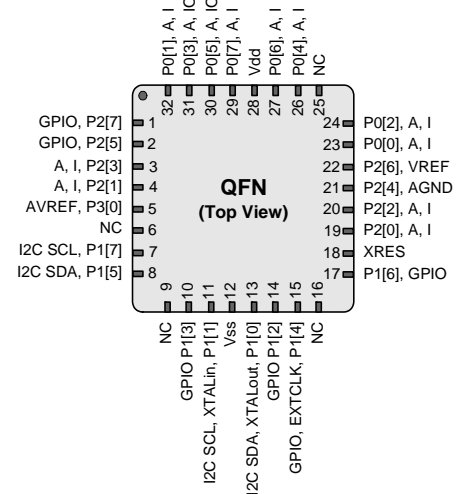 P0[1], A, I
P0[3], A, IO
P0[5], A, IO
P0[7], A, I
Vdd
P0[6], A, I
P0[4], A, I
NC
32
31
30
29
28
27
26
25
GPIO, P2[7] 1
GPIO, P2[5] 2
A, I, P2[3] 3
A, I, P2[1] 4
AVREF, P3[0] 5
NC 6
I2C SCL, P1[7] 7
I2C SDA, P1[5] 8
QFN
(Top View)
24 P0[2], A, I
23 P0[0], A, I
22 P2[6], VREF
21 P2[4], AGND
20 P2[2], A, I
19 P2[0], A, I
18 XRES
17 P1[6], GPIO
9
10
11
12
13
14
15
16
NC
GPIO P1[3]
I2C SCL, XTALin, P1[1]
Vss
I2C SDA, XTALout, P1[0]
GPIO P1[2]
GPIO, EXTCLK, P1[4]
NC